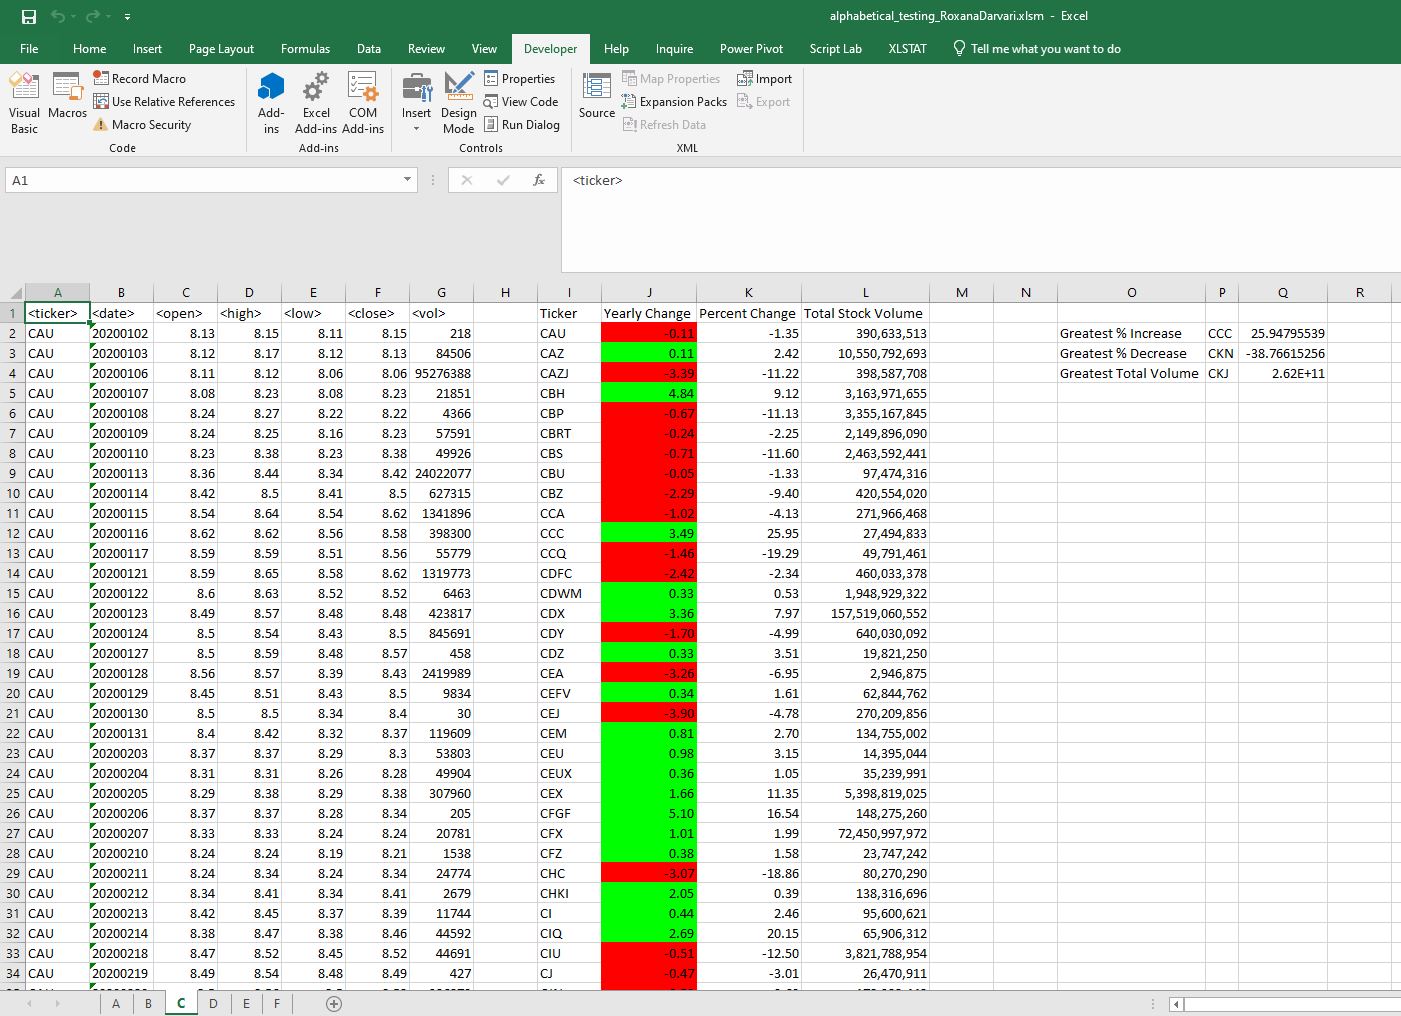 alphabetical_testing_RoxanaDarvari.xlsm - Excel
File Home Insert Page Layout Formulas Data Review View Developer Help Inquire Power Pivot Script Lab XLSTAT Tell me what you want to do
Visual Basic Macros Record Macro Use Relative References Macro Security
Add-ins Excel Add-ins COM Add-ins
Insert Design Mode Properties View Code Run Dialog
Source Map Properties Expansion Packs Refresh Data Import Export
Code Add-ins Controls XML
A1 fx <ticker>
A B C D E F G H I J K L M N O P Q R
1 <ticker> <date> <open> <high> <low> <close> <vol> Ticker Yearly Change Percent Change Total Stock Volume
2 CAU 20200102 8.13 8.15 8.11 8.15 218 CAU -0.11 -1.35 390,633,513 Greatest % Increase CCC 25.94795539
3 CAU 20200103 8.12 8.17 8.12 8.13 84506 CAZ 0.11 2.42 10,550,792,693 Greatest % Decrease CKN -38.76615256
4 CAU 20200106 8.11 8.12 8.06 8.06 95276388 CAZJ -3.39 -11.22 398,587,708 Greatest Total Volume CKJ 2.62E+11
5 CAU 20200107 8.08 8.23 8.08 8.23 21851 CBH 4.84 9.12 3,163,971,655
6 CAU 20200108 8.24 8.27 8.22 8.22 4366 CBP -0.67 -11.13 3,355,167,845
7 CAU 20200109 8.24 8.25 8.16 8.23 57591 CBRT -0.24 -2.25 2,149,896,090
8 CAU 20200110 8.23 8.38 8.23 8.38 49926 CBS -0.71 -11.60 2,463,592,441
9 CAU 20200113 8.36 8.44 8.34 8.42 24022077 CBU -0.05 -1.33 97,474,316
10 CAU 20200114 8.42 8.5 8.41 8.5 627315 CBZ -2.29 -9.40 420,554,020
11 CAU 20200115 8.54 8.64 8.54 8.62 1341896 CCA -1.02 -4.13 271,966,468
12 CAU 20200116 8.62 8.62 8.56 8.58 398300 CCC 3.49 25.95 27,494,833
13 CAU 20200117 8.59 8.59 8.51 8.56 55779 CCQ -1.46 -19.29 49,791,461
14 CAU 20200121 8.59 8.65 8.58 8.62 1319773 CDFC -2.42 -2.34 460,033,378
15 CAU 20200122 8.6 8.63 8.52 8.52 6463 CDWM 0.33 0.53 1,948,929,322
16 CAU 20200123 8.49 8.57 8.48 8.48 423817 CDX 3.36 7.97 157,519,060,552
17 CAU 20200124 8.5 8.54 8.43 8.5 845691 CDY -1.70 -4.99 640,030,092
18 CAU 20200127 8.5 8.59 8.48 8.57 458 CDZ 0.33 3.51 19,821,250
19 CAU 20200128 8.56 8.57 8.39 8.43 2419989 CEA -3.26 -6.95 2,946,875
20 CAU 20200129 8.45 8.51 8.43 8.5 9834 CEFV 0.34 1.61 62,844,762
21 CAU 20200130 8.5 8.5 8.34 8.4 30 CEJ -3.90 -4.78 270,209,856
22 CAU 20200131 8.4 8.42 8.32 8.37 119609 CEM 0.81 2.70 134,755,002
23 CAU 20200203 8.37 8.37 8.29 8.3 53803 CEU 0.98 3.15 14,395,044
24 CAU 20200204 8.31 8.31 8.26 8.28 49904 CEUX 0.36 1.05 35,239,991
25 CAU 20200205 8.29 8.38 8.29 8.38 307960 CEX 1.66 11.35 5,398,819,025
26 CAU 20200206 8.37 8.37 8.28 8.34 205 CFGF 5.10 16.54 148,275,260
27 CAU 20200207 8.33 8.33 8.24 8.24 20781 CFX 1.01 1.99 72,450,997,972
28 CAU 20200210 8.24 8.24 8.19 8.21 1538 CFZ 0.38 1.58 23,747,242
29 CAU 20200211 8.24 8.34 8.24 8.34 24774 CHC -3.07 -18.86 80,270,290
30 CAU 20200212 8.34 8.41 8.34 8.41 2679 CHKI 2.05 0.39 138,316,696
31 CAU 20200213 8.42 8.45 8.37 8.39 11744 CI 0.44 2.46 95,600,621
32 CAU 20200214 8.38 8.47 8.38 8.46 44592 CIQ 2.69 20.15 65,906,312
33 CAU 20200218 8.47 8.52 8.45 8.52 44691 CIU -0.51 -12.50 3,821,788,954
34 CAU 20200219 8.49 8.54 8.48 8.49 427 CJ -0.47 -3.01 26,470,911
A B C D E F